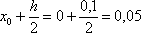 x₀ + h/2 = 0 + 0,1/2 = 0,05